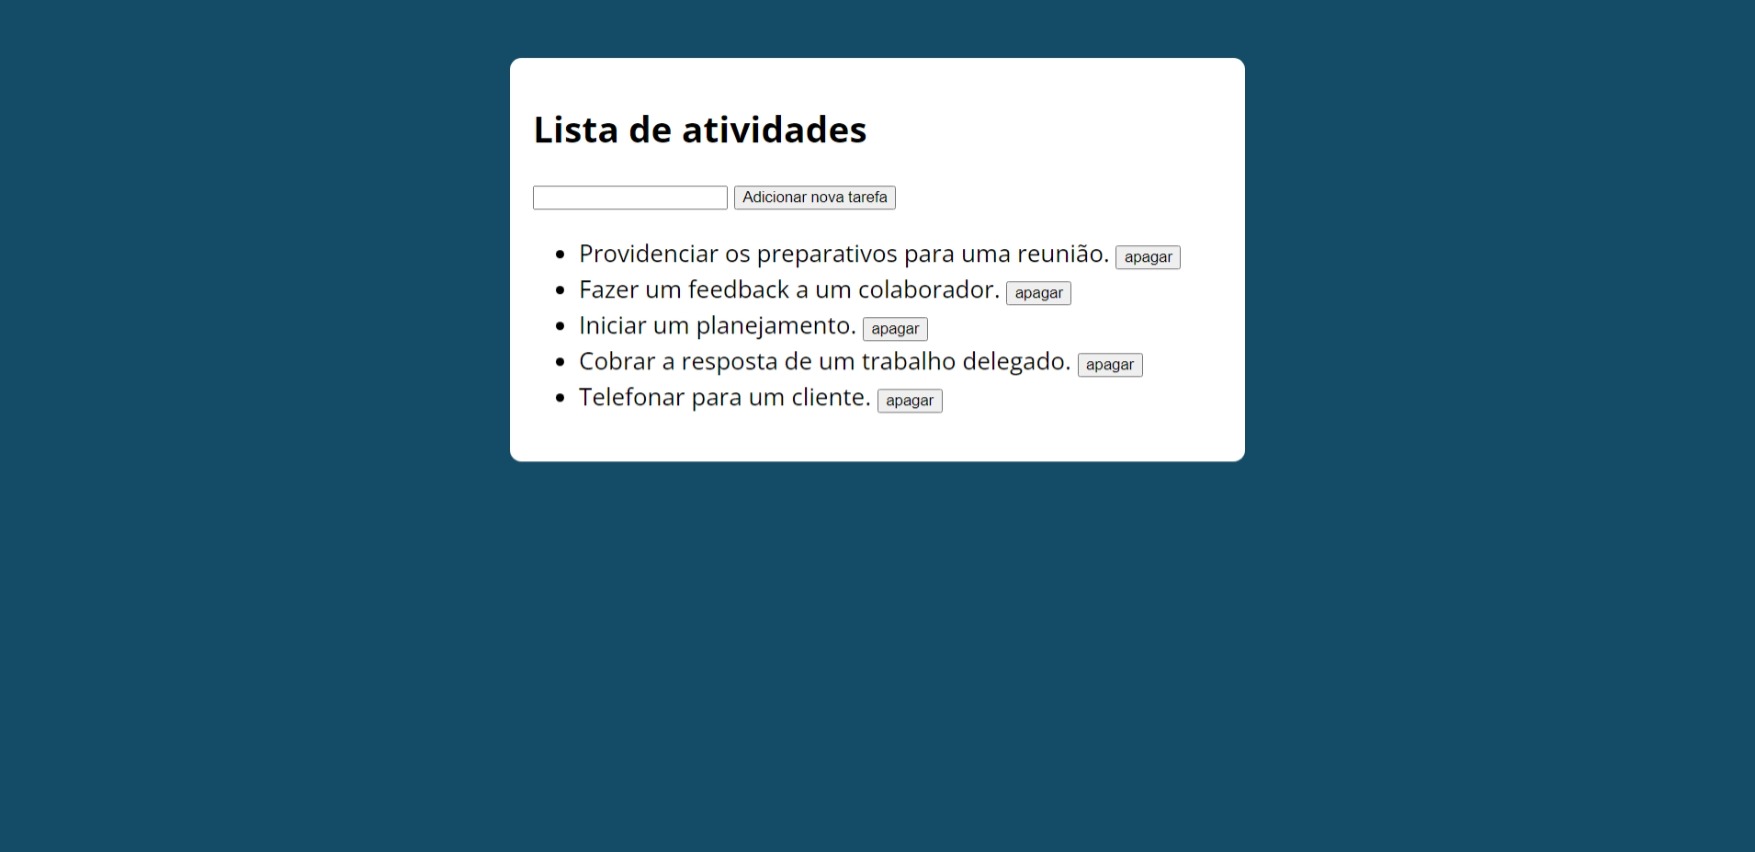 Lista de atividades
Adicionar nova tarefa
Providenciar os preparativos para uma reunião. apagar
Fazer um feedback a um colaborador. apagar
Iniciar um planejamento. apagar
Cobrar a resposta de um trabalho delegado. apagar
Telefonar para um cliente. apagar